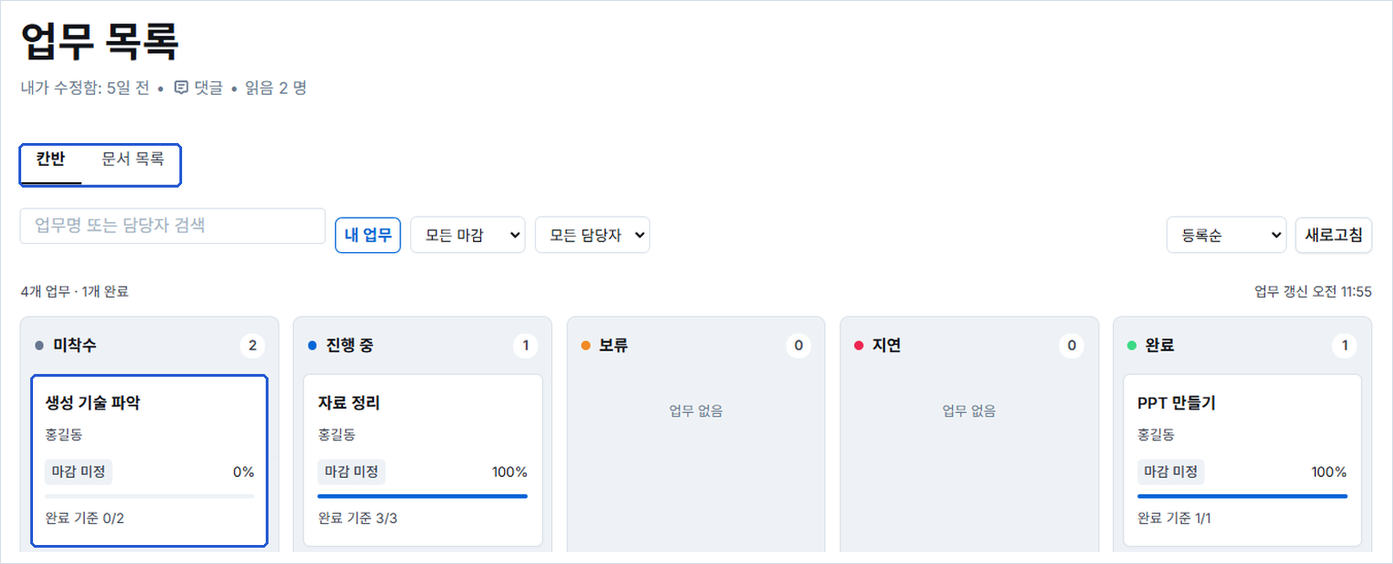 업무 목록
내가 수정함: 5일 전 • 댓글 • 읽음 2 명
칸반 문서 목록
업무명 또는 담당자 검색 내 업무 모든 마감 모든 담당자 등록순 새로고침
4개 업무 · 1개 완료 업무 갱신 오전 11:55
미착수 2
생성 기술 파악
홍길동
마감 미정 0%
완료 기준 0/2
진행 중 1
자료 정리
홍길동
마감 미정 100%
완료 기준 3/3
보류 0
업무 없음
지연 0
업무 없음
완료 1
PPT 만들기
홍길동
마감 미정 100%
완료 기준 1/1